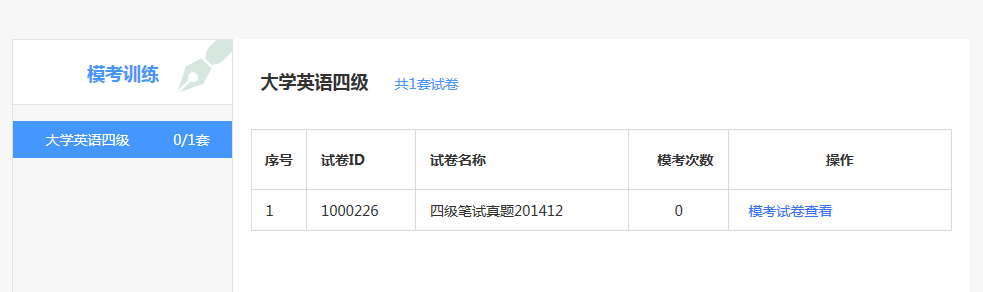 模考训练
大学英语四级 0/1套
大学英语四级 共1套试卷
序号 试卷ID 试卷名称 模考次数 操作
1 1000226 四级笔试真题201412 0 模考试卷查看